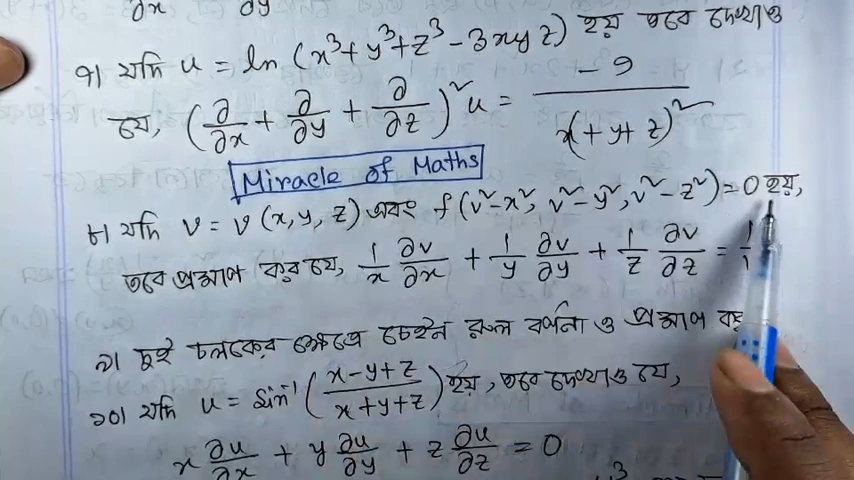 ∂x ∂y
৭। যদি u = ln (x³ + y³ + z³ - 3xyz) হয় তবে দেখাও
যে, (∂/∂x + ∂/∂y + ∂/∂z)² u = -9/(x+y+z)²
Miracle of Maths
৮। যদি v = v (x, y, z) এবং f(v²-x², v²-y², v²-z²) = 0 হয়,
তবে প্রমাণ কর যে, 1/x ∂v/∂x + 1/y ∂v/∂y + 1/z ∂v/∂z = 1
৯। দুই চলকের ক্ষেত্রে চেইন রুল বর্ণনা ও প্রমাণ
১০। যদি u = sin⁻¹ (x-y+z / x+y+z) হয়, তবে দেখাও যে,
x ∂u/∂x + y ∂u/∂y + z ∂u/∂z = 0